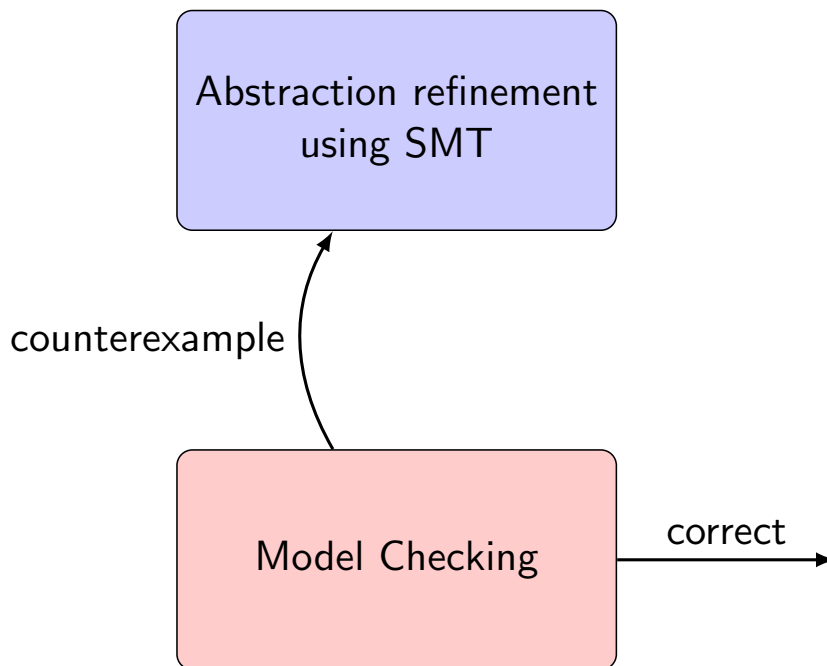 Abstraction refinement
using SMT
counterexample
correct
Model Checking